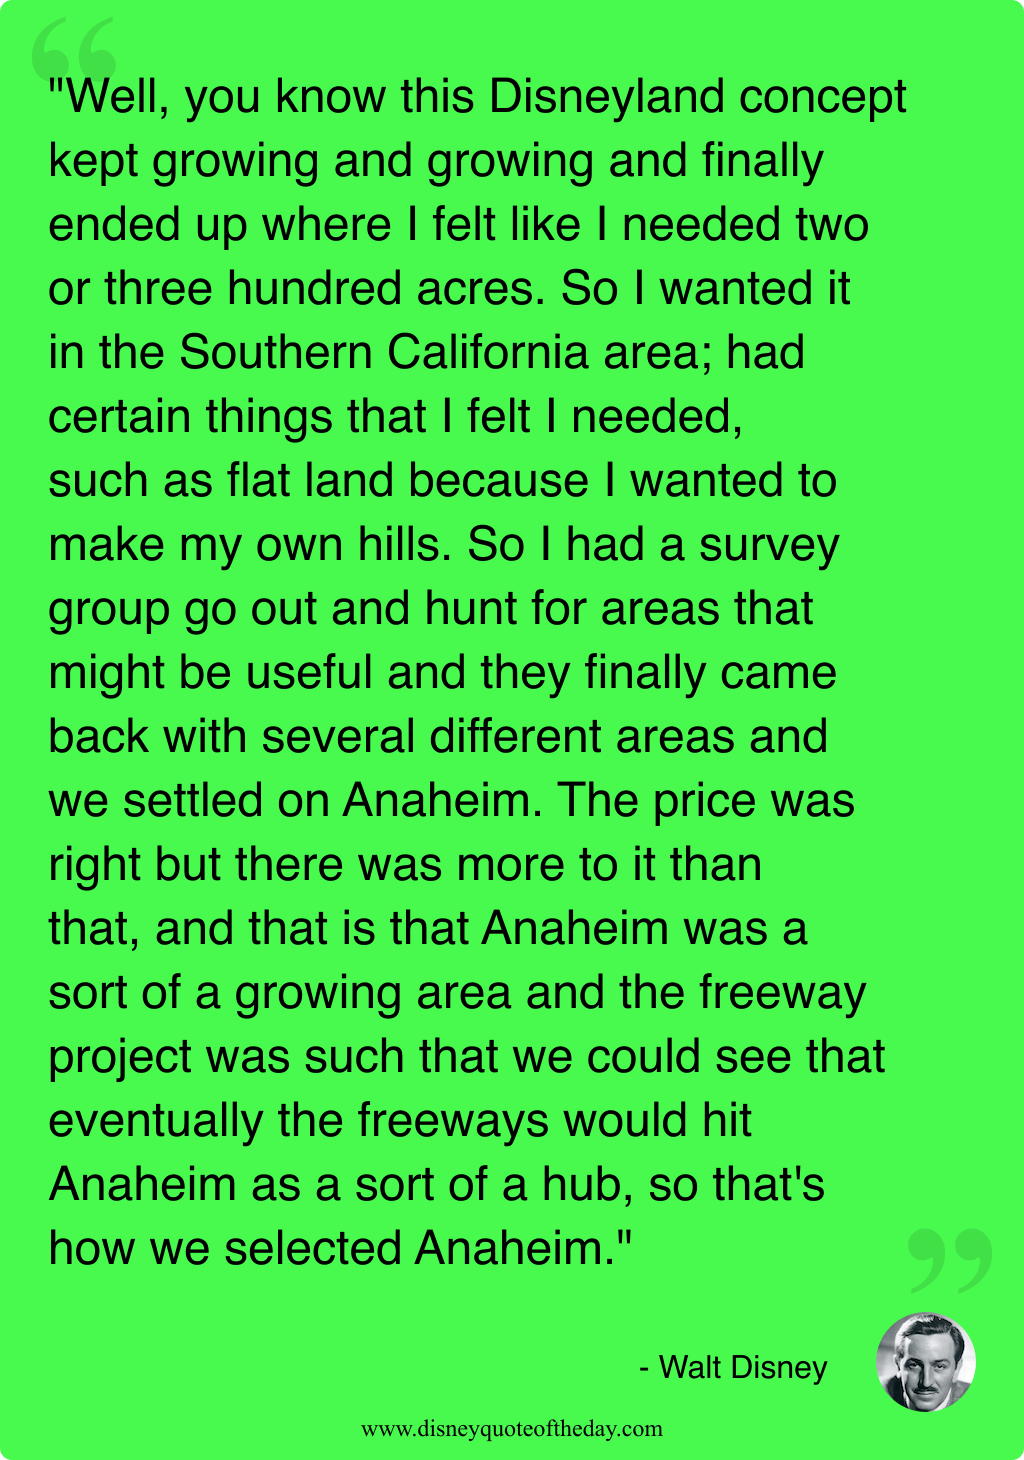 "Well, you know this Disneyland concept
kept growing and growing and finally
ended up where I felt like I needed two
or three hundred acres. So I wanted it
in the Southern California area; had
certain things that I felt I needed,
such as flat land because I wanted to
make my own hills. So I had a survey
group go out and hunt for areas that
might be useful and they finally came
back with several different areas and
we settled on Anaheim. The price was
right but there was more to it than
that, and that is that Anaheim was a
sort of a growing area and the freeway
project was such that we could see that
eventually the freeways would hit
Anaheim as a sort of a hub, so that's
how we selected Anaheim."
- Walt Disney
www.disneyquoteoftheday.com